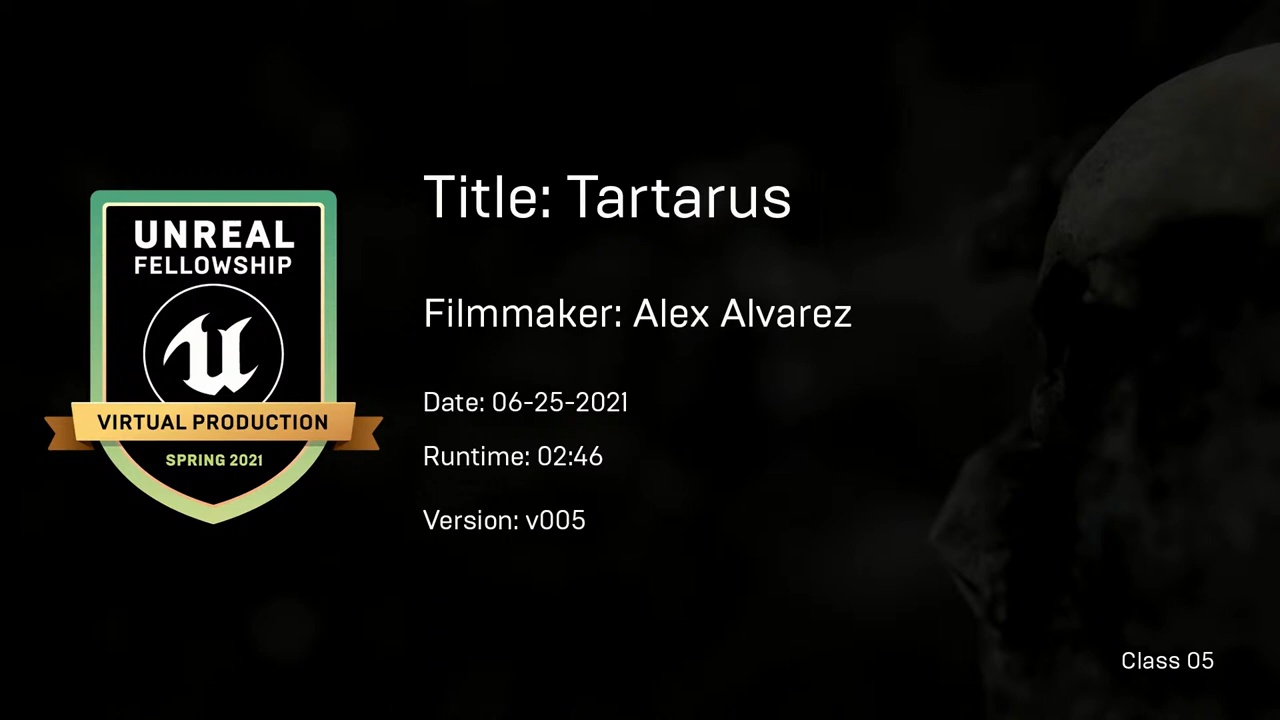 UNREAL
FELLOWSHIP
VIRTUAL PRODUCTION
SPRING 2021
Title: Tartarus
Filmmaker: Alex Alvarez
Date: 06-25-2021
Runtime: 02:46
Version: v005
Class 05